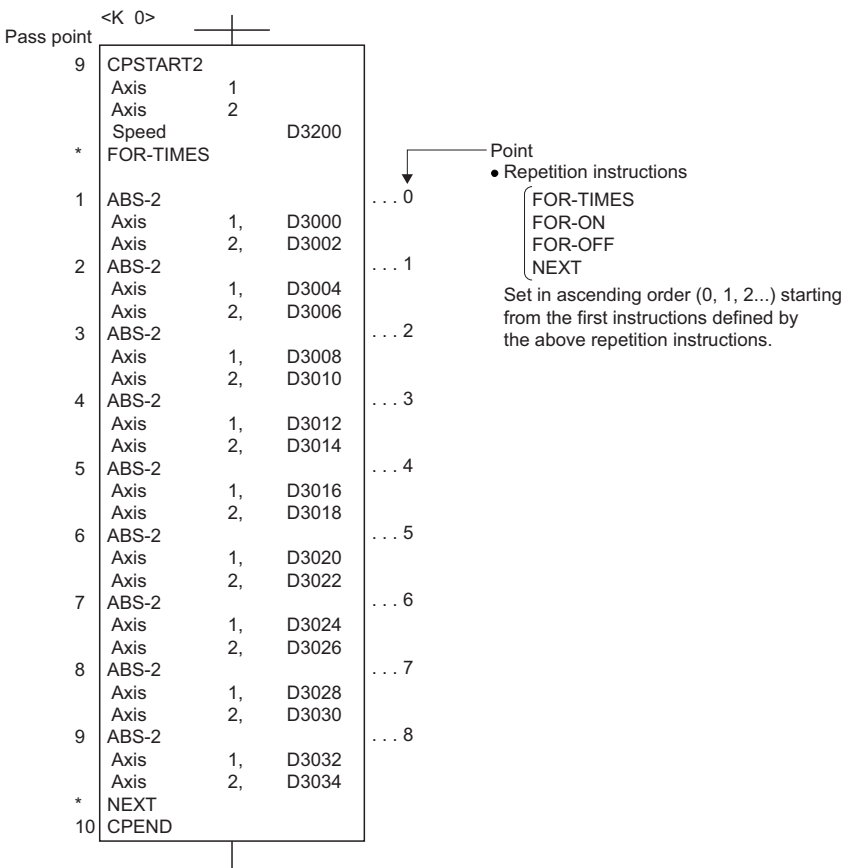 <K 0>
Pass point
9 CPSTART2
Axis 1
Axis 2
Speed D3200
* FOR-TIMES
1 ABS-2 ...0
Axis 1, D3000
Axis 2, D3002
2 ABS-2 ...1
Axis 1, D3004
Axis 2, D3006
3 ABS-2 ...2
Axis 1, D3008
Axis 2, D3010
4 ABS-2 ...3
Axis 1, D3012
Axis 2, D3014
5 ABS-2 ...4
Axis 1, D3016
Axis 2, D3018
6 ABS-2 ...5
Axis 1, D3020
Axis 2, D3022
7 ABS-2 ...6
Axis 1, D3024
Axis 2, D3026
8 ABS-2 ...7
Axis 1, D3028
Axis 2, D3030
9 ABS-2 ...8
Axis 1, D3032
Axis 2, D3034
* NEXT
10 CPEND
Point
• Repetition instructions
FOR-TIMES
FOR-ON
FOR-OFF
NEXT
Set in ascending order (0, 1, 2...) starting
from the first instructions defined by
the above repetition instructions.